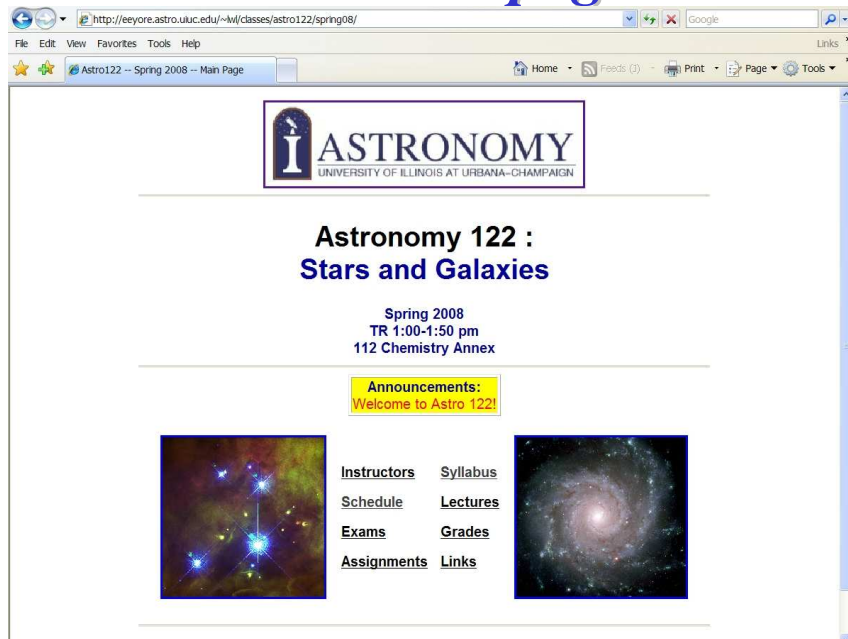 http://eeyore.astro.uiuc.edu/~lwl/classes/astro122/spring08/
Google
File Edit View Favorites Tools Help
Links
Astro122 -- Spring 2008 -- Main Page
Home Feeds (3) Print Page Tools
ASTRONOMY
UNIVERSITY OF ILLINOIS AT URBANA-CHAMPAIGN
Astronomy 122 :
Stars and Galaxies
Spring 2008
TR 1:00-1:50 pm
112 Chemistry Annex
Announcements:
Welcome to Astro 122!
Instructors Syllabus
Schedule Lectures
Exams Grades
Assignments Links